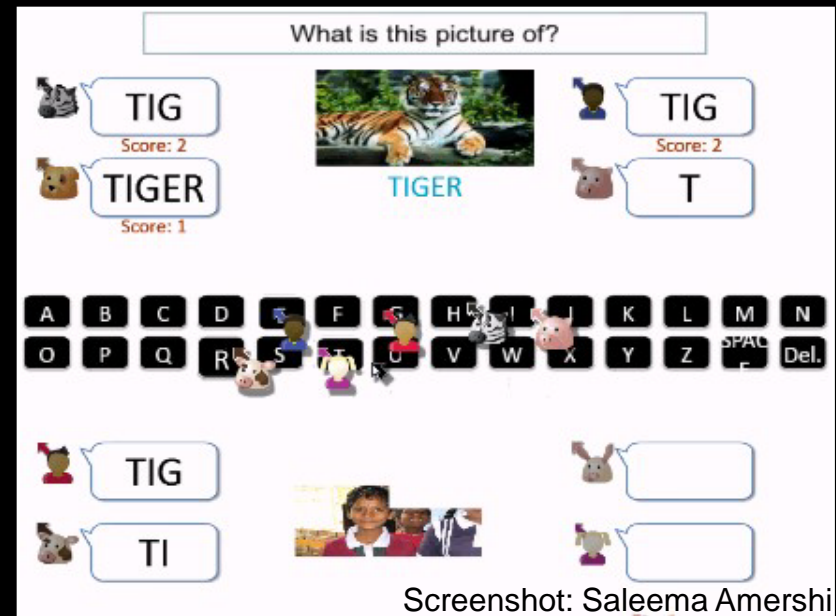 What is this picture of?
TIG
Score: 2
TIGER
Score: 1
TIGER
TIG
Score: 2
T
A B C D F G H I J K L M N
O P Q R S T U V W X Y Z SPAC Del.
TIG
TI
Screenshot: Saleema Amershi